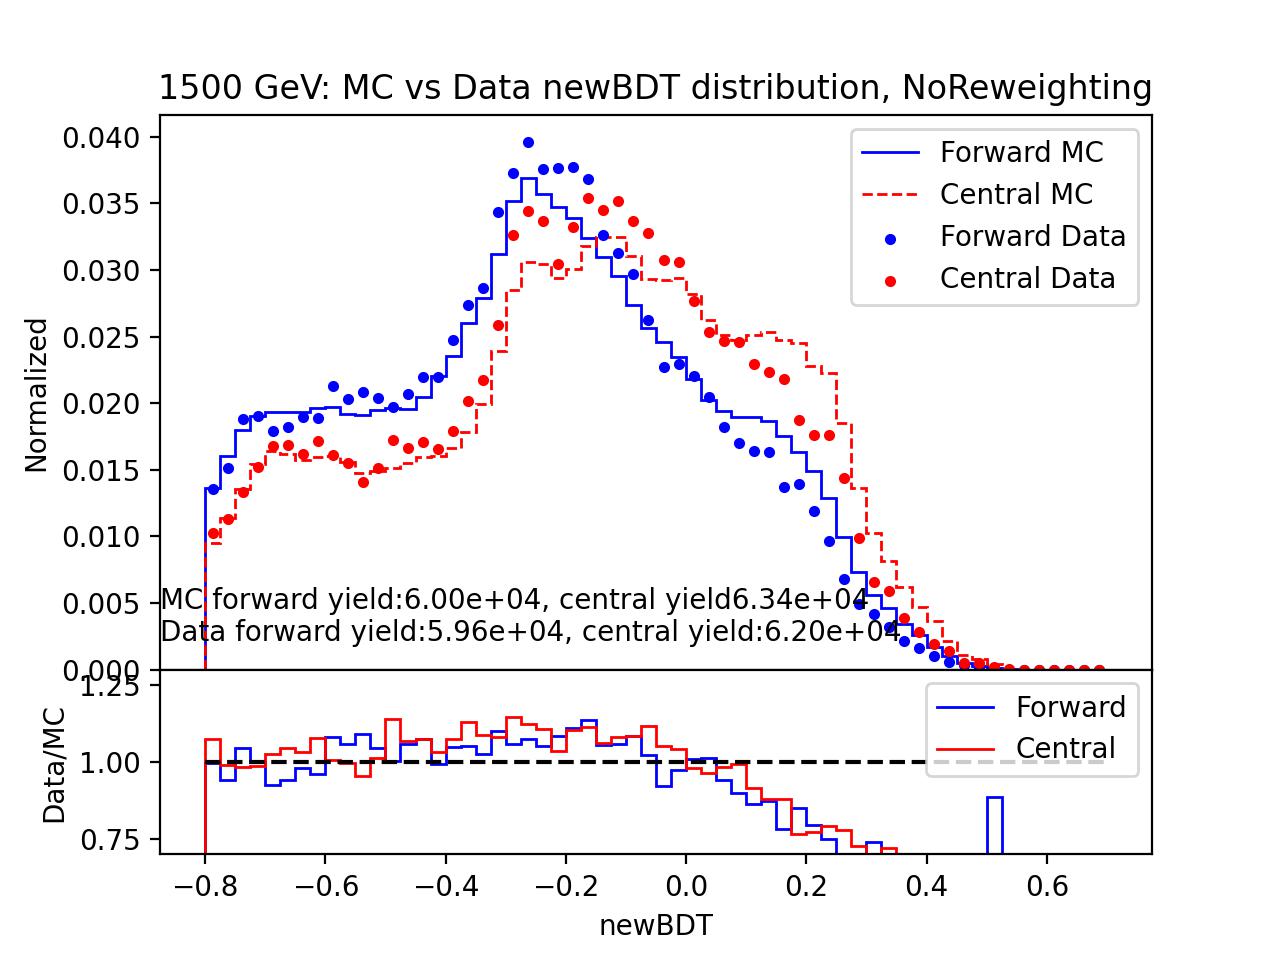 1500 GeV: MC vs Data newBDT distribution, NoReweighting
0.040
0.035
0.030
0.025
0.020
0.015
0.010
0.005
0.000
Normalized
Forward MC
Central MC
Forward Data
Central Data
MC forward yield:6.00e+04, central yield6.34e+04
Data forward yield:5.96e+04, central yield:6.20e+04
1.25
1.00
0.75
Data/MC
Forward
Central
−0.8 −0.6 −0.4 −0.2 0.0 0.2 0.4 0.6
newBDT